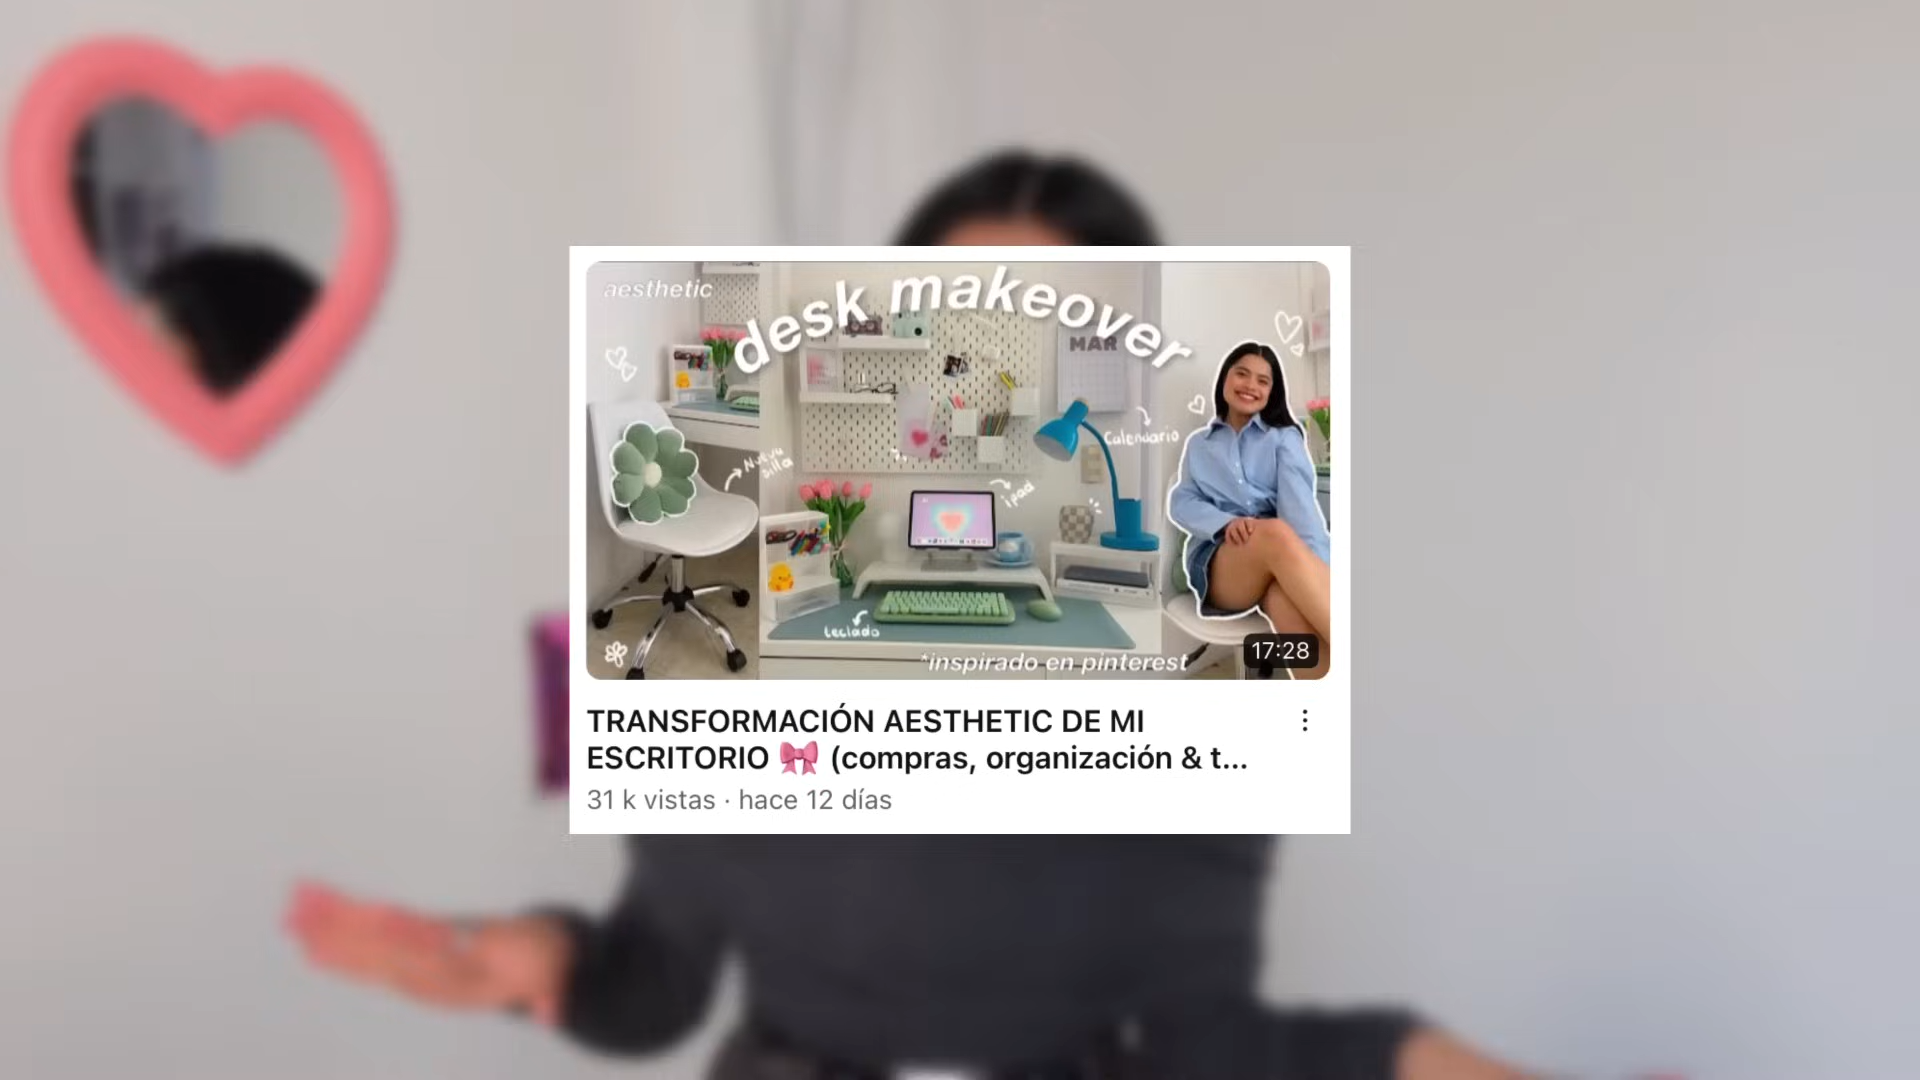 aesthetic
desk makeover
MAR
Calendario
Nueva
silla
ipad
teclado
*inspirado en pinterest
17:28
TRANSFORMACIÓN AESTHETIC DE MI
ESCRITORIO 🎀 (compras, organización & t...
31 k vistas · hace 12 días